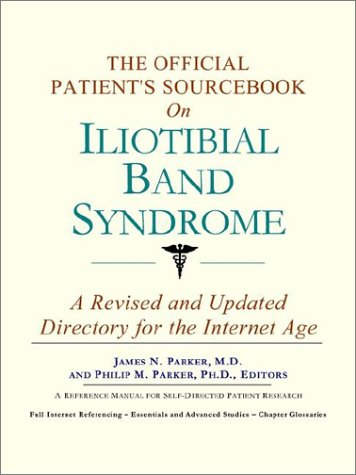 THE OFFICIAL
PATIENT'S SOURCEBOOK
On
ILIOTIBIAL
BAND
SYNDROME
A Revised and Updated
Directory for the Internet Age
JAMES N. PARKER, M.D.
AND PHILIP M. PARKER, PH.D., EDITORS
A REFERENCE MANUAL FOR SELF-DIRECTED PATIENT RESEARCH
Full Internet Referencing – Essentials and Advanced Studies – Chapter Glossaries